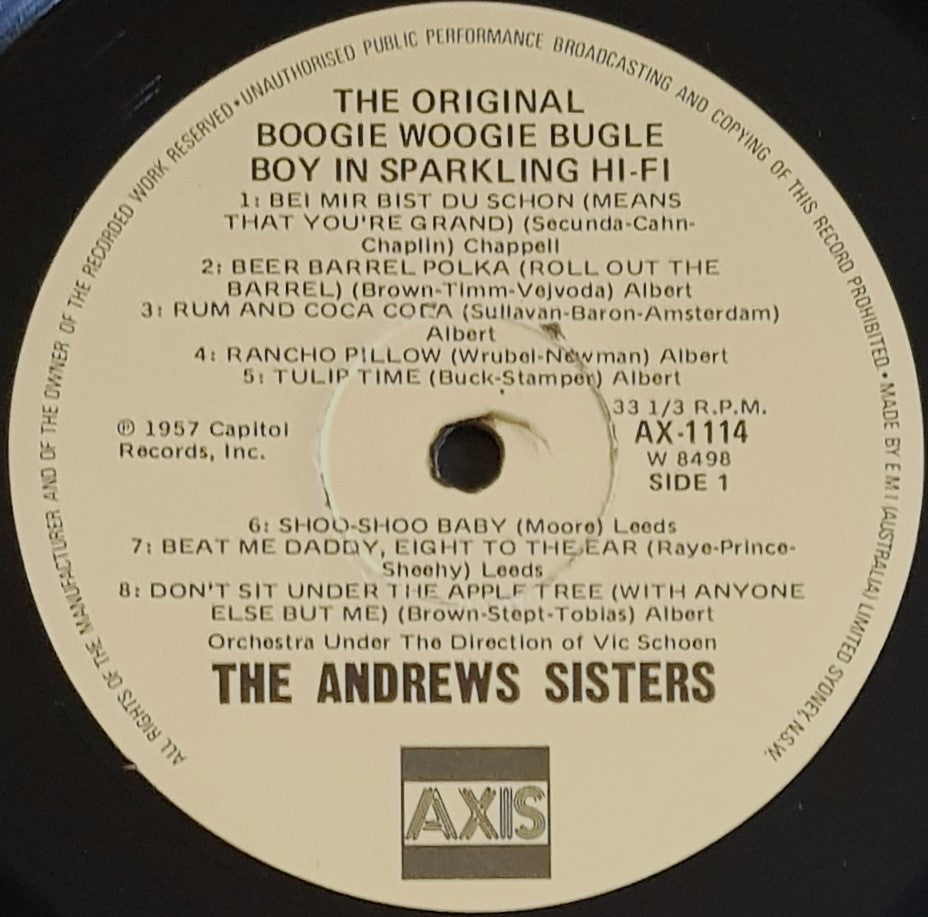 ALL RIGHTS OF THE MANUFACTURER AND OF THE OWNER OF THE RECORDED WORK RESERVED • UNAUTHORISED PUBLIC PERFORMANCE BROADCASTING AND COPYING OF THIS RECORD PROHIBITED • MADE BY E M I (AUSTRALIA) LIMITED SYDNEY, N.S.W.
THE ORIGINAL
BOOGIE WOOGIE BUGLE
BOY IN SPARKLING HI-FI
1: BEI MIR BIST DU SCHON (MEANS
THAT YOU'RE GRAND) (Secunda-Cahn-
Chaplin) Chappell
2: BEER BARREL POLKA (ROLL OUT THE
BARREL) (Brown-Timm-Vejvoda) Albert
3: RUM AND COCA COCA (Sullavan-Baron-Amsterdam)
Albert
4: RANCHO PILLOW (Wrubel-Newman) Albert
5: TULIP TIME (Buck-Stamper) Albert
℗ 1957 Capitol
Records, Inc.
33 1/3 R.P.M.
AX-1114
W 8498
SIDE 1
6: SHOO-SHOO BABY (Moore) Leeds
7: BEAT ME DADDY, EIGHT TO THE EAR (Raye-Prince-
Sheehy) Leeds
8: DON'T SIT UNDER THE APPLE TREE (WITH ANYONE
ELSE BUT ME) (Brown-Stept-Tobias) Albert
Orchestra Under The Direction of Vic Schoen
THE ANDREWS SISTERS
AXIS